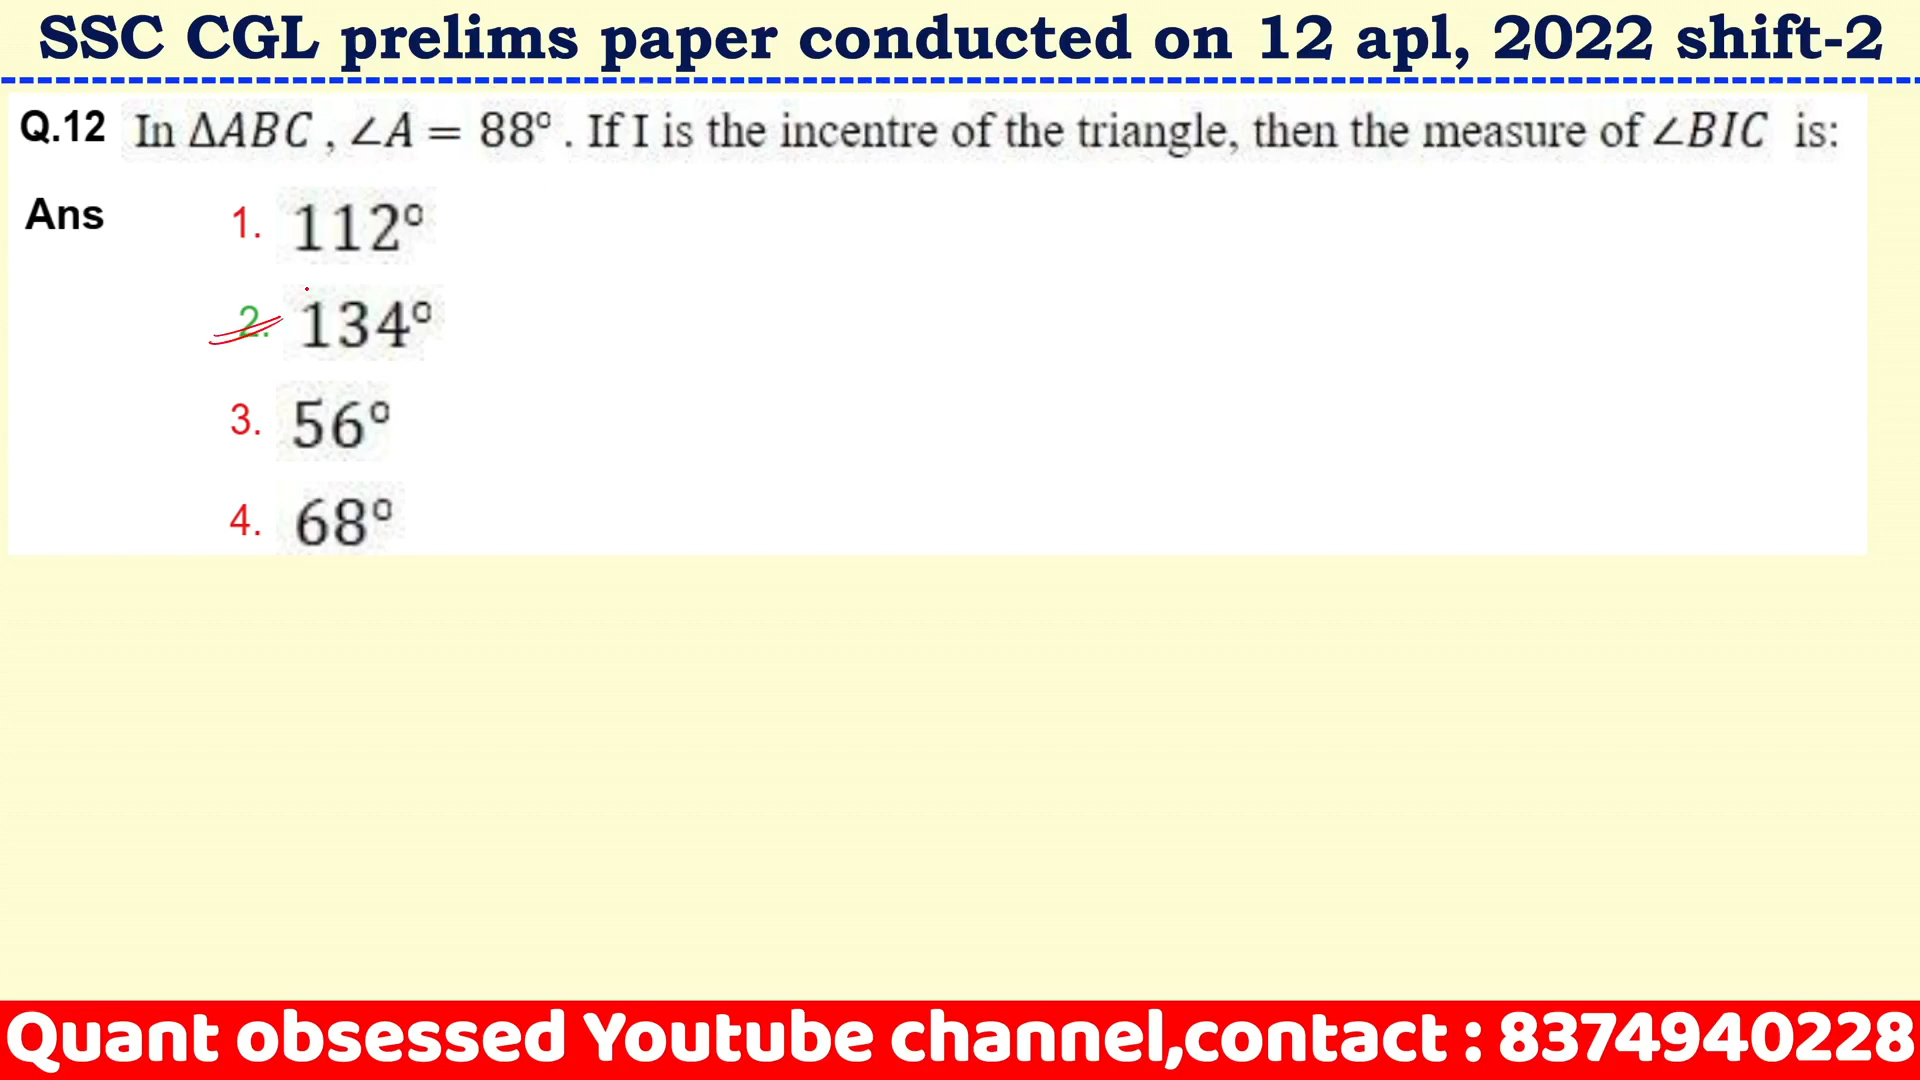 SSC CGL prelims paper conducted on 12 apl, 2022 shift-2
Q.12 In ΔABC , ∠A = 88° . If I is the incentre of the triangle, then the measure of ∠BIC is:
Ans
1. 112°
2. 134°
3. 56°
4. 68°
Quant obsessed Youtube channel,contact : 8374940228